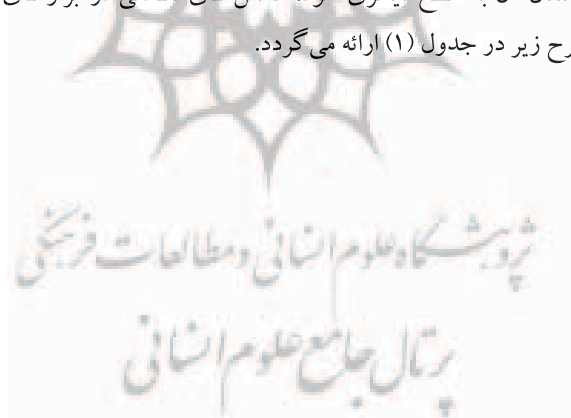 رح زیر در جدول (۱) ارائه می‌گردد.
پژوهشگاه علوم انسانی و مطالعات فرهنگی
پرتال جامع علوم انسانی